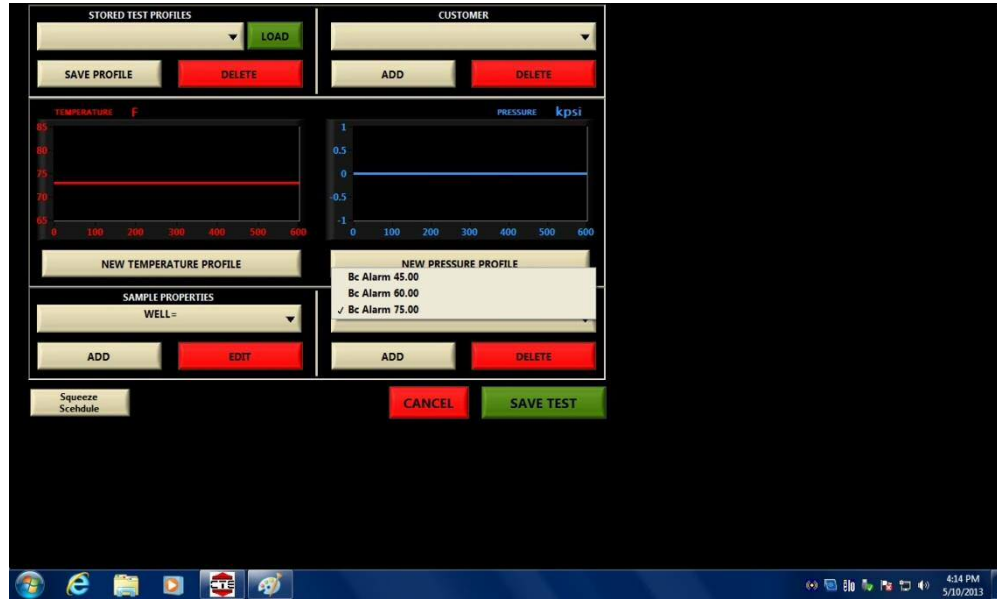 STORED TEST PROFILES
CUSTOMER
LOAD
SAVE PROFILE
DELETE
ADD
DELETE
TEMPERATURE F
PRESSURE kpsi
85
80
75
70
65
0 100 200 300 400 500 600
1
0.5
0
-0.5
-1
0 100 200 300 400 500 600
NEW TEMPERATURE PROFILE
NEW PRESSURE PROFILE
SAMPLE PROPERTIES
WELL=
Bc Alarm 45.00
Bc Alarm 60.00
✓ Bc Alarm 75.00
ADD
EDIT
ADD
DELETE
Squeeze
Scehdule
CANCEL
SAVE TEST
CTE
elo
4:14 PM
5/10/2013